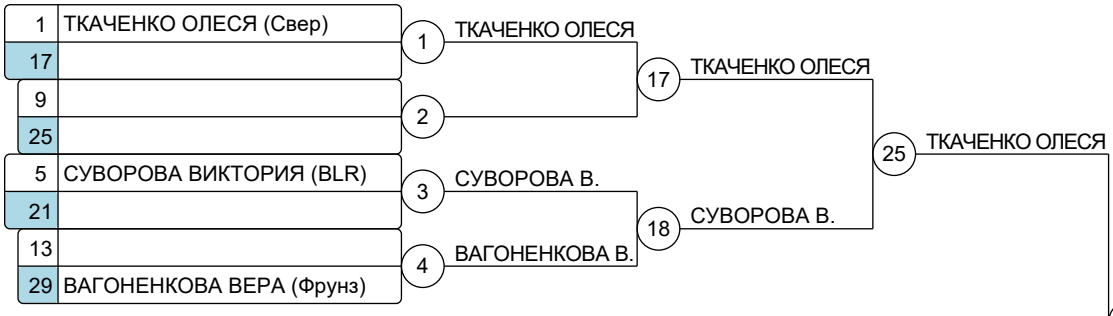 1 ТКАЧЕНКО ОЛЕСЯ (Свер)
17
9
25
5 СУВОРОВА ВИКТОРИЯ (BLR)
21
13
29 ВАГОНЕНКОВА ВЕРА (Фрунз)
1 ТКАЧЕНКО ОЛЕСЯ
2
3 СУВОРОВА В.
4 ВАГОНЕНКОВА В.
17 ТКАЧЕНКО ОЛЕСЯ
18 СУВОРОВА В.
25 ТКАЧЕНКО ОЛЕСЯ